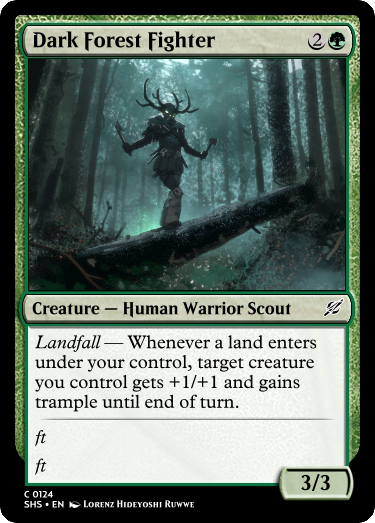 Dark Forest Fighter 2
Creature — Human Warrior Scout
Landfall — Whenever a land enters
under your control, target creature
you control gets +1/+1 and gains
trample until end of turn.
ft
ft
3/3
C 0124
SHS • EN Lorenz Hideyoshi Ruwwe